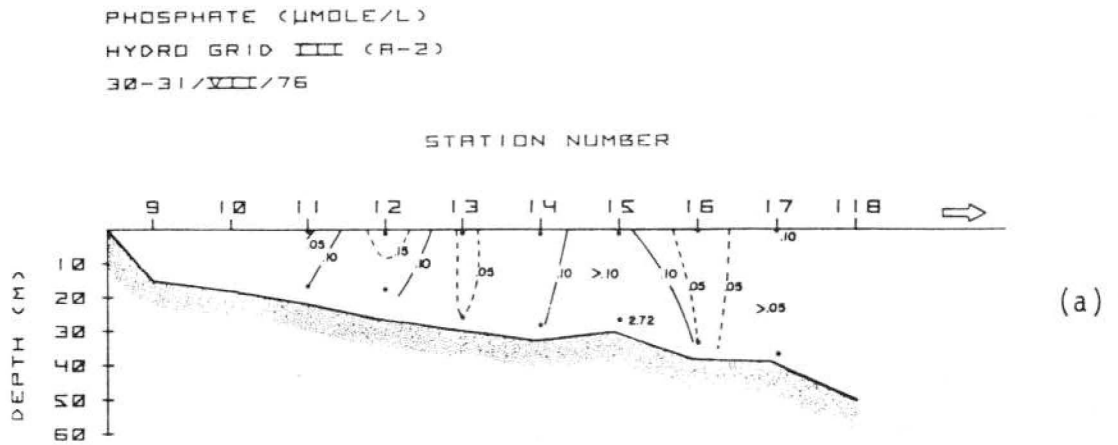 PHOSPHATE (μMOLE/L)
HYDRO GRID III (A-2)
30-31/VII/76
STATION NUMBER
9 10 11 12 13 14 15 16 17 118
.05 .15 .10
.10 .10 .05 .10 >.10 .10 .05 .05 >.05
2.72
DEPTH (M)
10
20
30
40
50
60
(a)